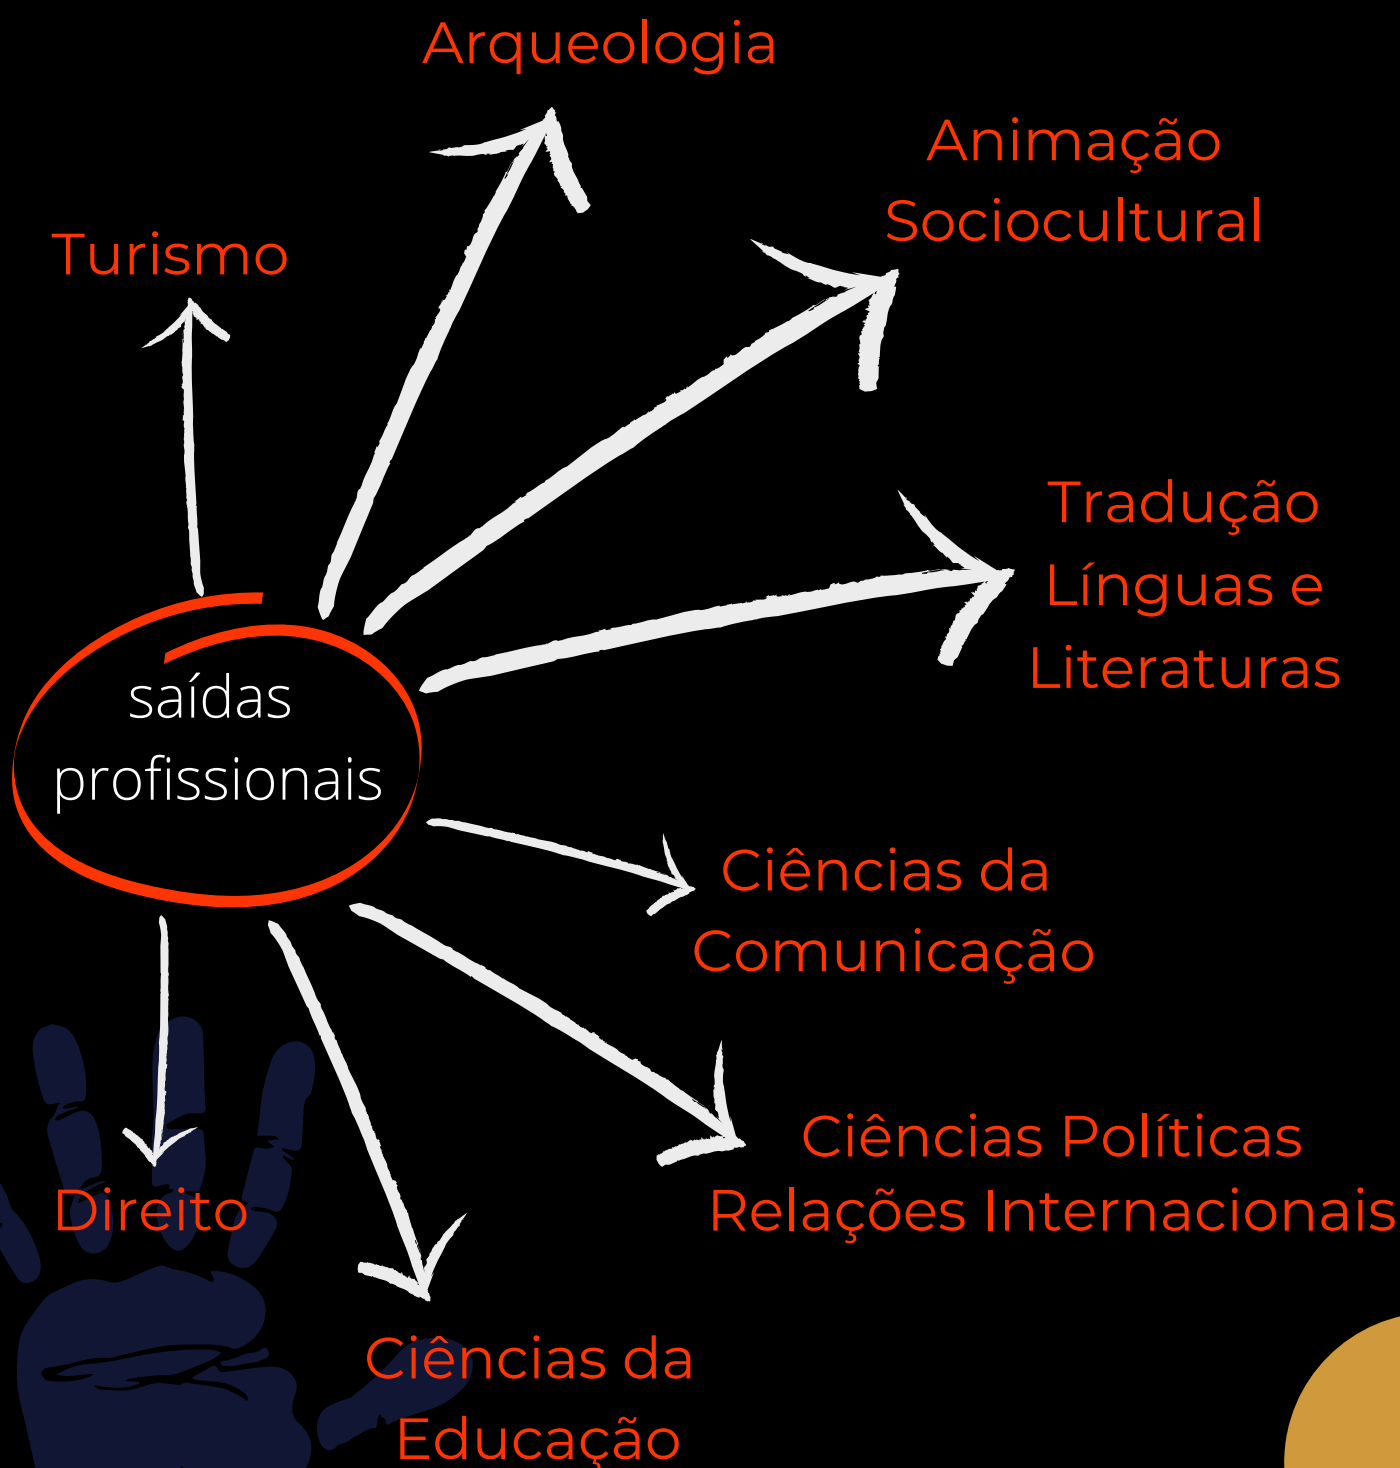 Arqueologia
Animação
Sociocultural
Turismo
Tradução
Línguas e
Literaturas
saídas
profissionais
Ciências da
Comunicação
Ciências Políticas
Relações Internacionais
Direito
Ciências da
Educação